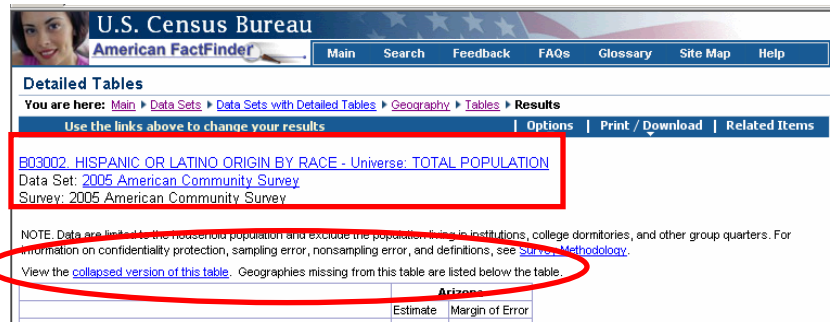 U.S. Census Bureau
American FactFinder
Main Search Feedback FAQs Glossary Site Map Help
Detailed Tables
You are here: Main ▶ Data Sets ▶ Data Sets with Detailed Tables ▶ Geography ▶ Tables ▶ Results
Use the links above to change your results | Options | Print / Download | Related Items
B03002. HISPANIC OR LATINO ORIGIN BY RACE - Universe: TOTAL POPULATION
Data Set: 2005 American Community Survey
Survey: 2005 American Community Survey
NOTE. Data are limited to the household population and exclude the population living in institutions, college dormitories, and other group quarters. For
information on confidentiality protection, sampling error, nonsampling error, and definitions, see Survey Methodology.
View the collapsed version of this table. Geographies missing from this table are listed below the table.
Arizona
Estimate Margin of Error